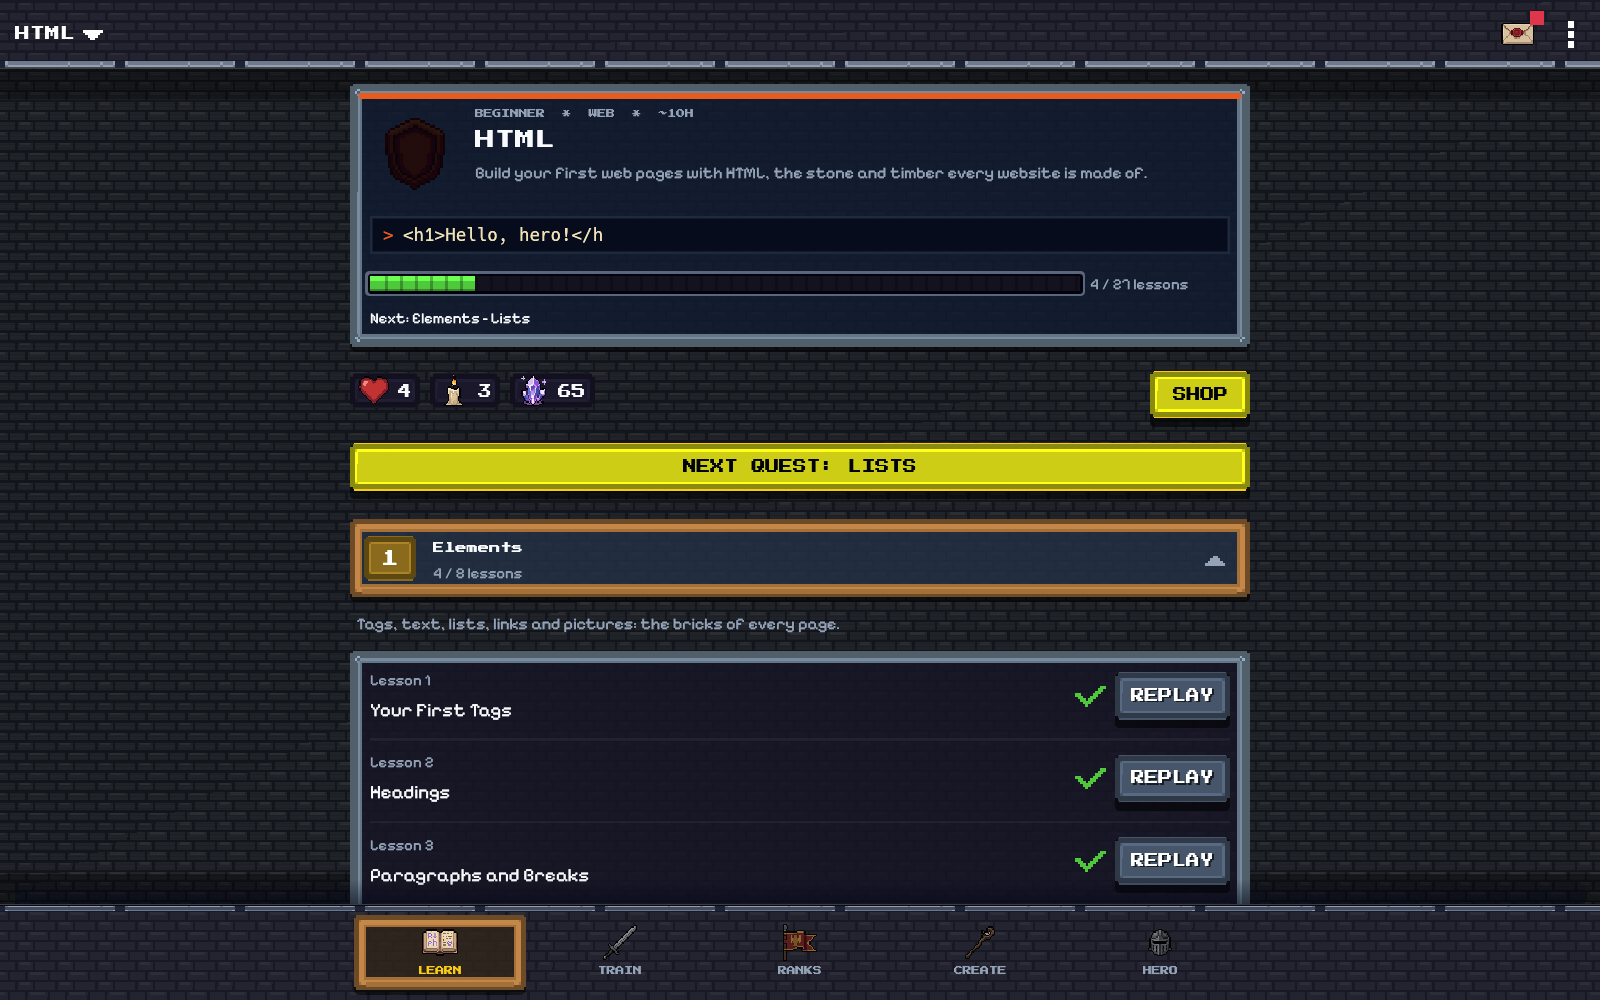 HTML
BEGINNER * WEB * ~10H
HTML
Build your first web pages with HTML, the stone and timber every website is made of.
> <h1>Hello, hero!</h
4 / 27 lessons
Next: Elements - Lists
4
3
65
SHOP
NEXT QUEST: LISTS
1
Elements
4 / 8 lessons
Tags, text, lists, links and pictures: the bricks of every page.
Lesson 1
Your First Tags
REPLAY
Lesson 2
Headings
REPLAY
Lesson 3
Paragraphs and Breaks
REPLAY
LEARN
TRAIN
RANKS
CREATE
HERO